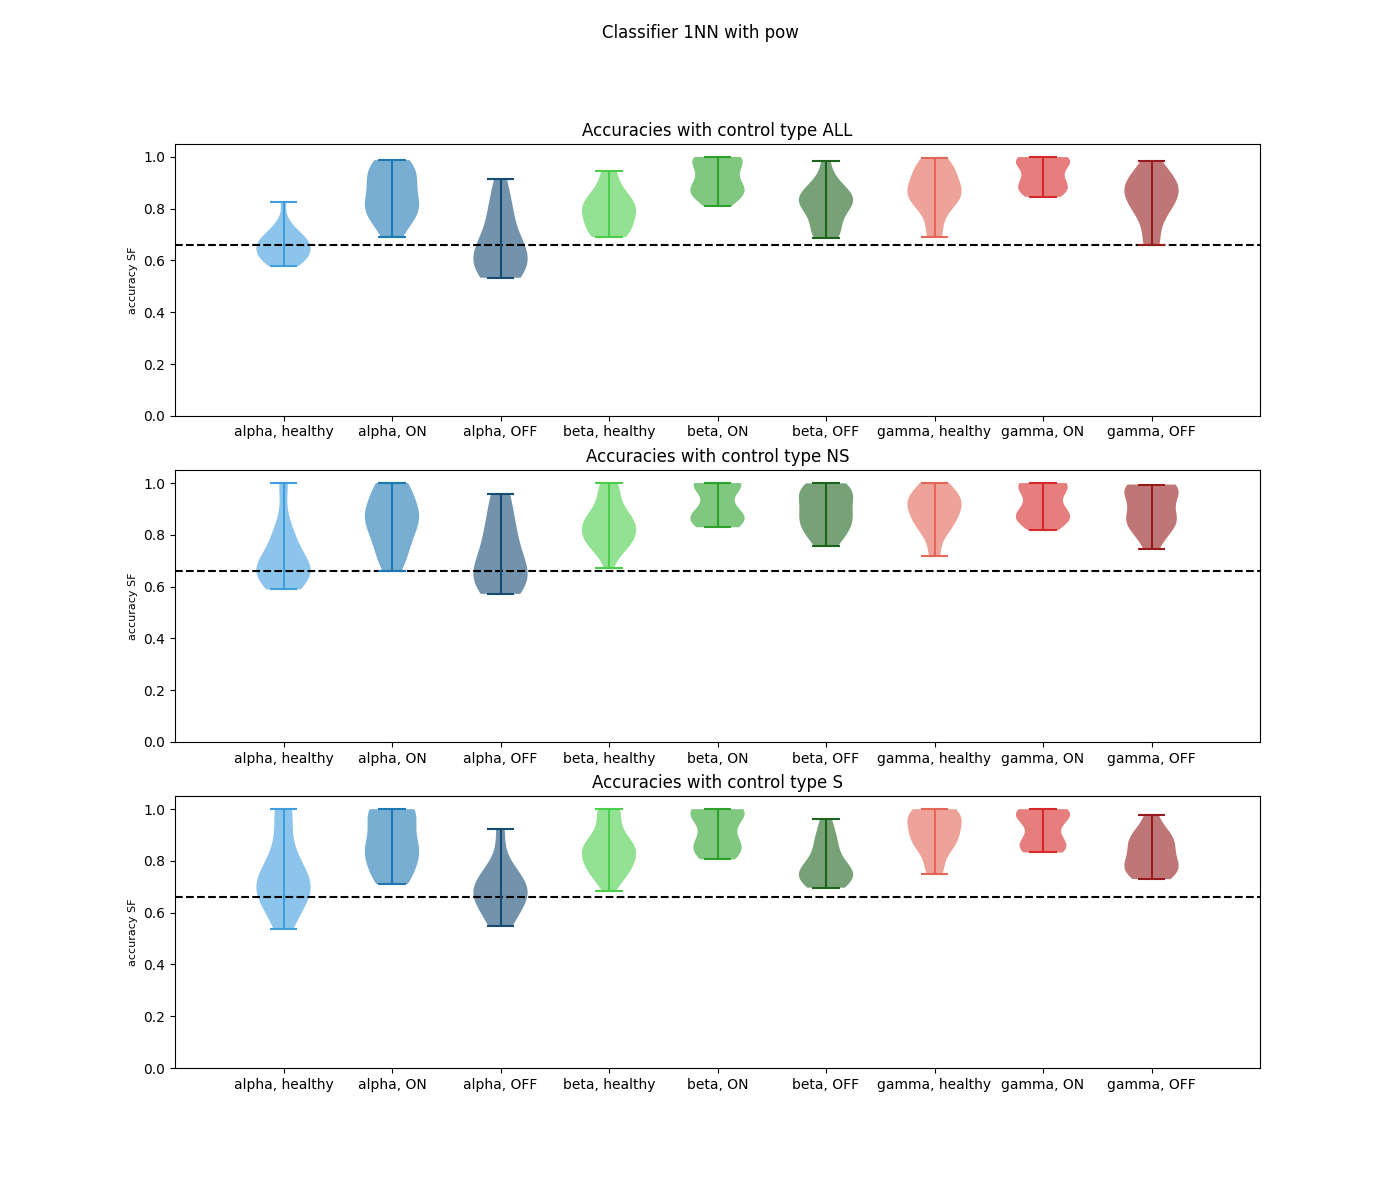 Classifier 1NN with pow
Accuracies with control type ALL
accuracy SF
1.0
0.8
0.6
0.4
0.2
0.0
alpha, healthy alpha, ON alpha, OFF beta, healthy beta, ON beta, OFF gamma, healthy gamma, ON gamma, OFF
Accuracies with control type NS
accuracy SF
1.0
0.8
0.6
0.4
0.2
0.0
alpha, healthy alpha, ON alpha, OFF beta, healthy beta, ON beta, OFF gamma, healthy gamma, ON gamma, OFF
Accuracies with control type S
accuracy SF
1.0
0.8
0.6
0.4
0.2
0.0
alpha, healthy alpha, ON alpha, OFF beta, healthy beta, ON beta, OFF gamma, healthy gamma, ON gamma, OFF